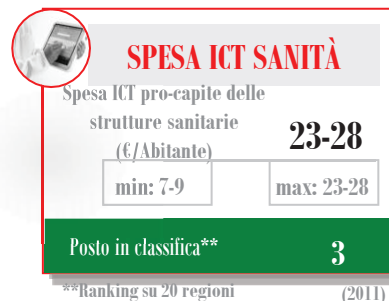 SPESA ICT SANITÀ
Spesa ICT pro-capite delle
strutture sanitarie
(€/Abitante)
23-28
min: 7-9
max: 23-28
Posto in classifica**
3
**Ranking su 20 regioni
(2011)